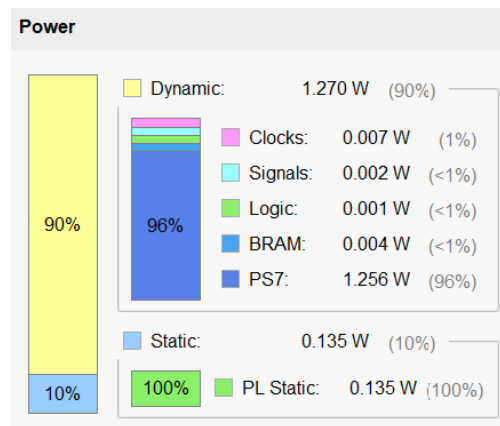 Power
Dynamic: 1.270 W (90%)
Clocks: 0.007 W (1%)
Signals: 0.002 W (<1%)
Logic: 0.001 W (<1%)
90%
96%
BRAM: 0.004 W (<1%)
PS7: 1.256 W (96%)
Static: 0.135 W (10%)
10%
100%
PL Static: 0.135 W (100%)